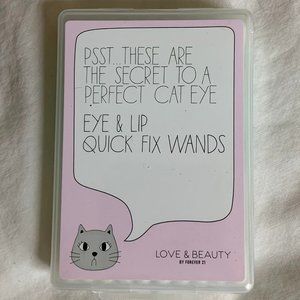 PSST...THESE ARE
THE SECRET TO A
PERFECT CAT EYE
EYE & LIP
QUICK FIX WANDS
LOVE & BEAUTY
BY FOREVER 21